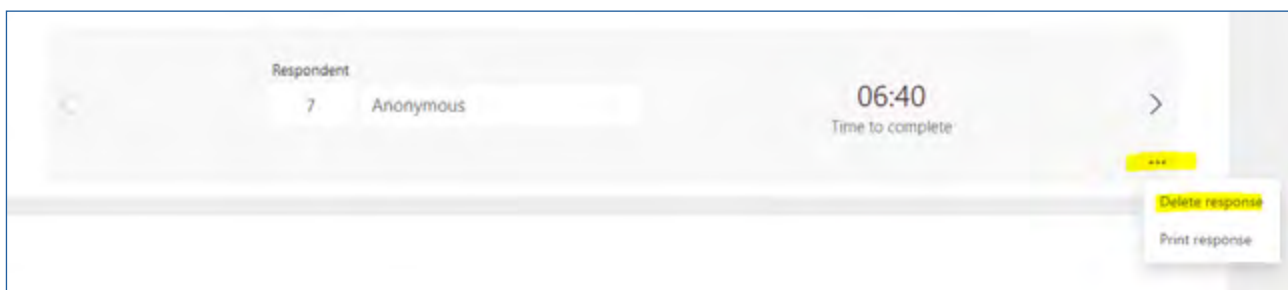 Respondent
7 Anonymous
06:40
Time to complete
...
Delete response
Print response